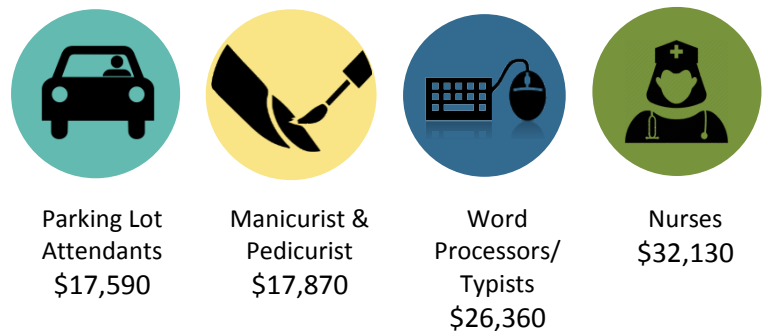 Parking Lot
Attendants
$17,590
Manicurist &
Pedicurist
$17,870
Word
Processors/
Typists
$26,360
Nurses
$32,130